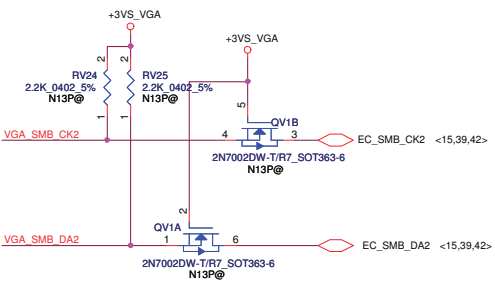 +3VS_VGA
+3VS_VGA
2
2
RV24
RV25
2.2K_0402_5%
2.2K_0402_5%
N13P@
N13P@
1
1
5
QV1B
VGA_SMB_CK2
4
3
EC_SMB_CK2 <15,39,42>
2N7002DW-T/R7_SOT363-6
N13P@
2
QV1A
VGA_SMB_DA2
1
6
EC_SMB_DA2 <15,39,42>
2N7002DW-T/R7_SOT363-6
N13P@